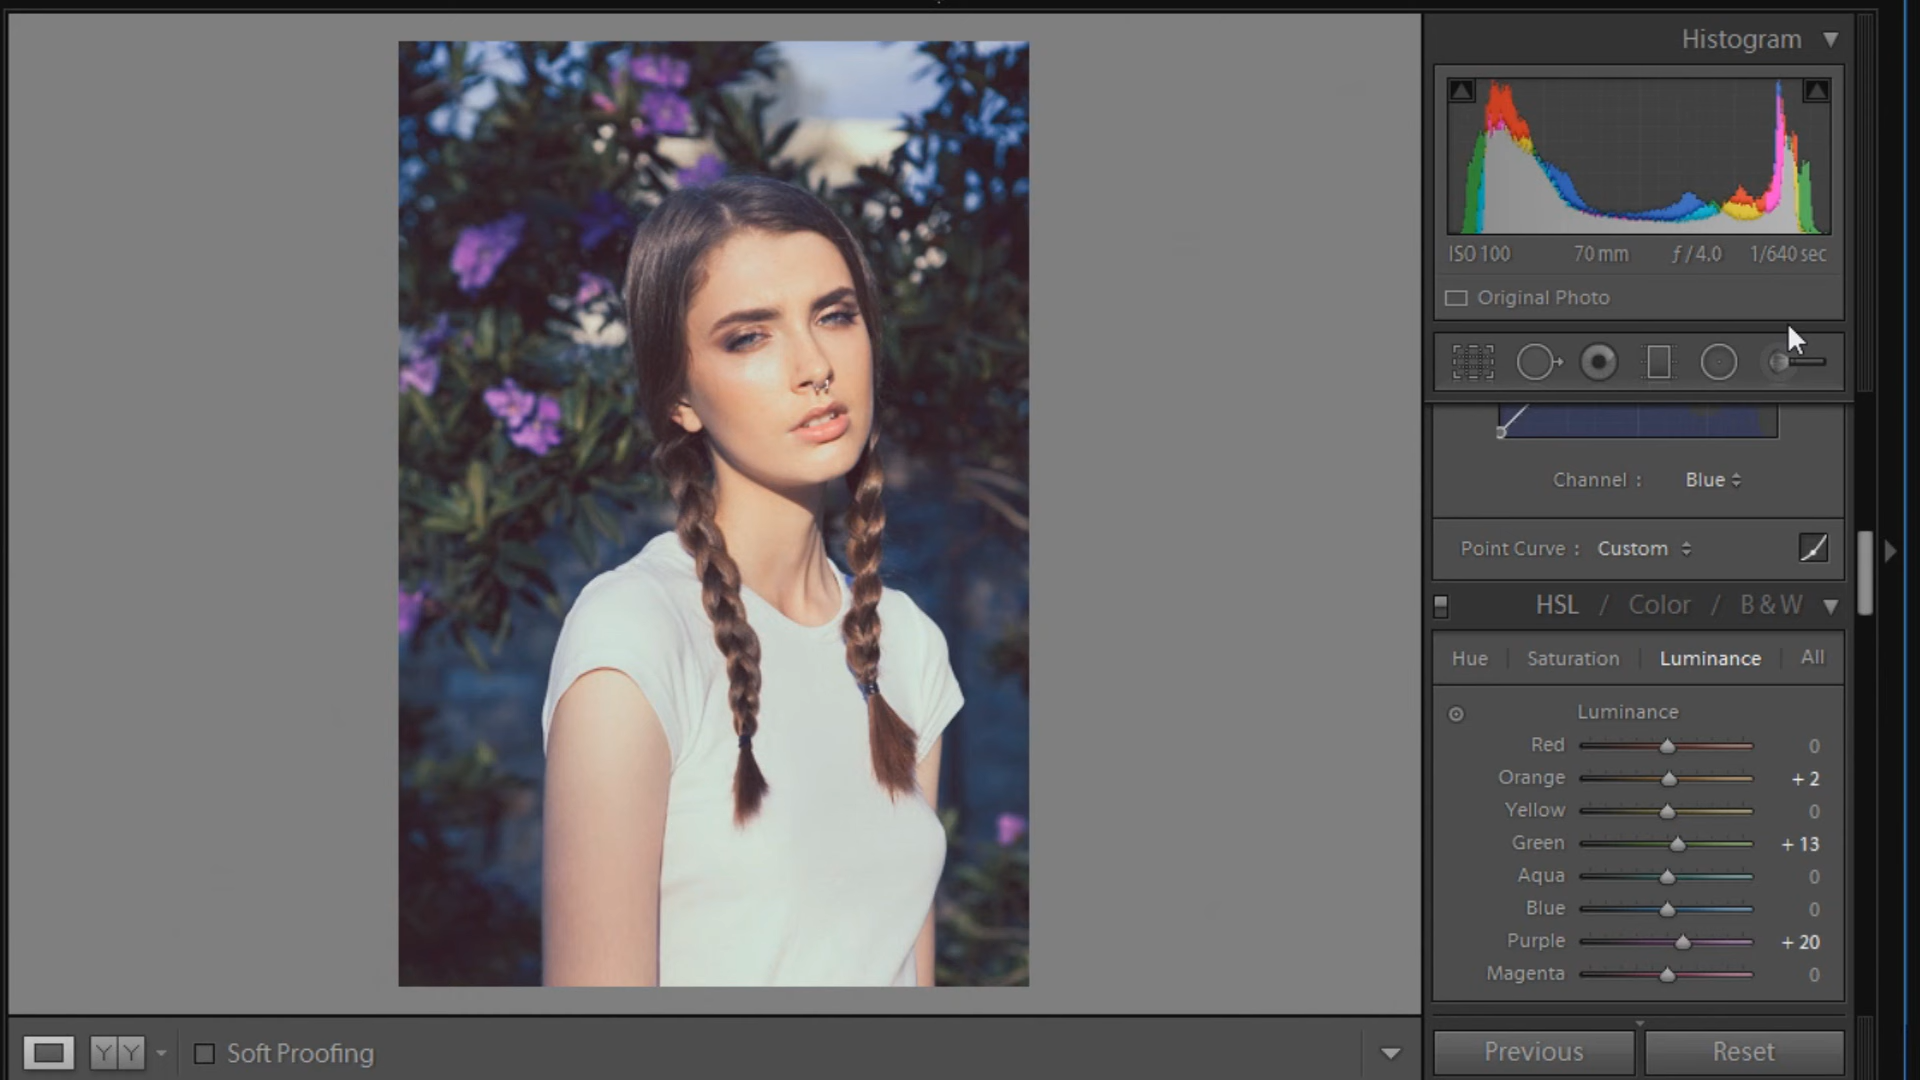 Histogram
ISO 100 70 mm ƒ / 4.0 1/640 sec
Original Photo
Channel : Blue
Point Curve : Custom
HSL / Color / B & W
Hue Saturation Luminance All
Luminance
Red 0
Orange + 2
Yellow 0
Green + 13
Aqua 0
Blue 0
Purple + 20
Magenta 0
Y Y Soft Proofing
Previous Reset